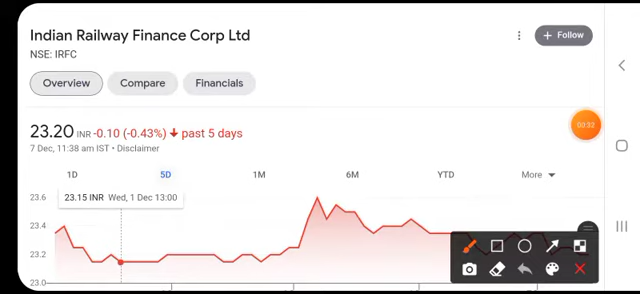 Indian Railway Finance Corp Ltd
NSE: IRFC
+ Follow
Overview
Compare
Financials
00:32
23.20 INR -0.10 (-0.43%) past 5 days
7 Dec, 11:38 am IST • Disclaimer
1D 5D 1M 6M YTD More
23.6
23.15 INR Wed, 1 Dec 13:00
23.4
23.2
23.0